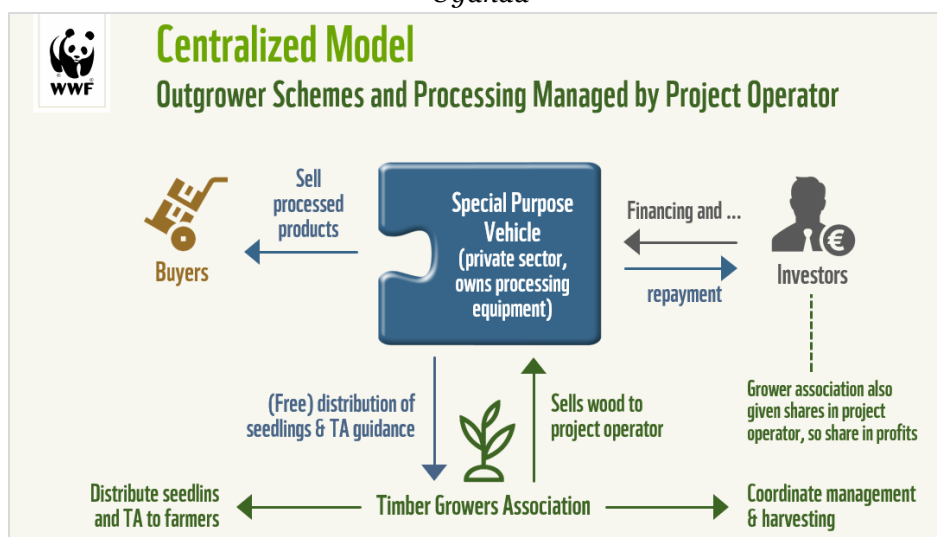 Uganda
WWF
Centralized Model
Outgrower Schemes and Processing Managed by Project Operator
Sell
processed
products
Buyers
Special Purpose
Vehicle
(private sector,
owns processing
equipment)
Financing and ...
repayment
€
Investors
(Free) distribution of
seedlings & TA guidance
Sells wood to
project operator
Grower association also
given shares in project
operator, so share in profits
Distribute seedlins
and TA to farmers
Timber Growers Association
Coordinate management
& harvesting